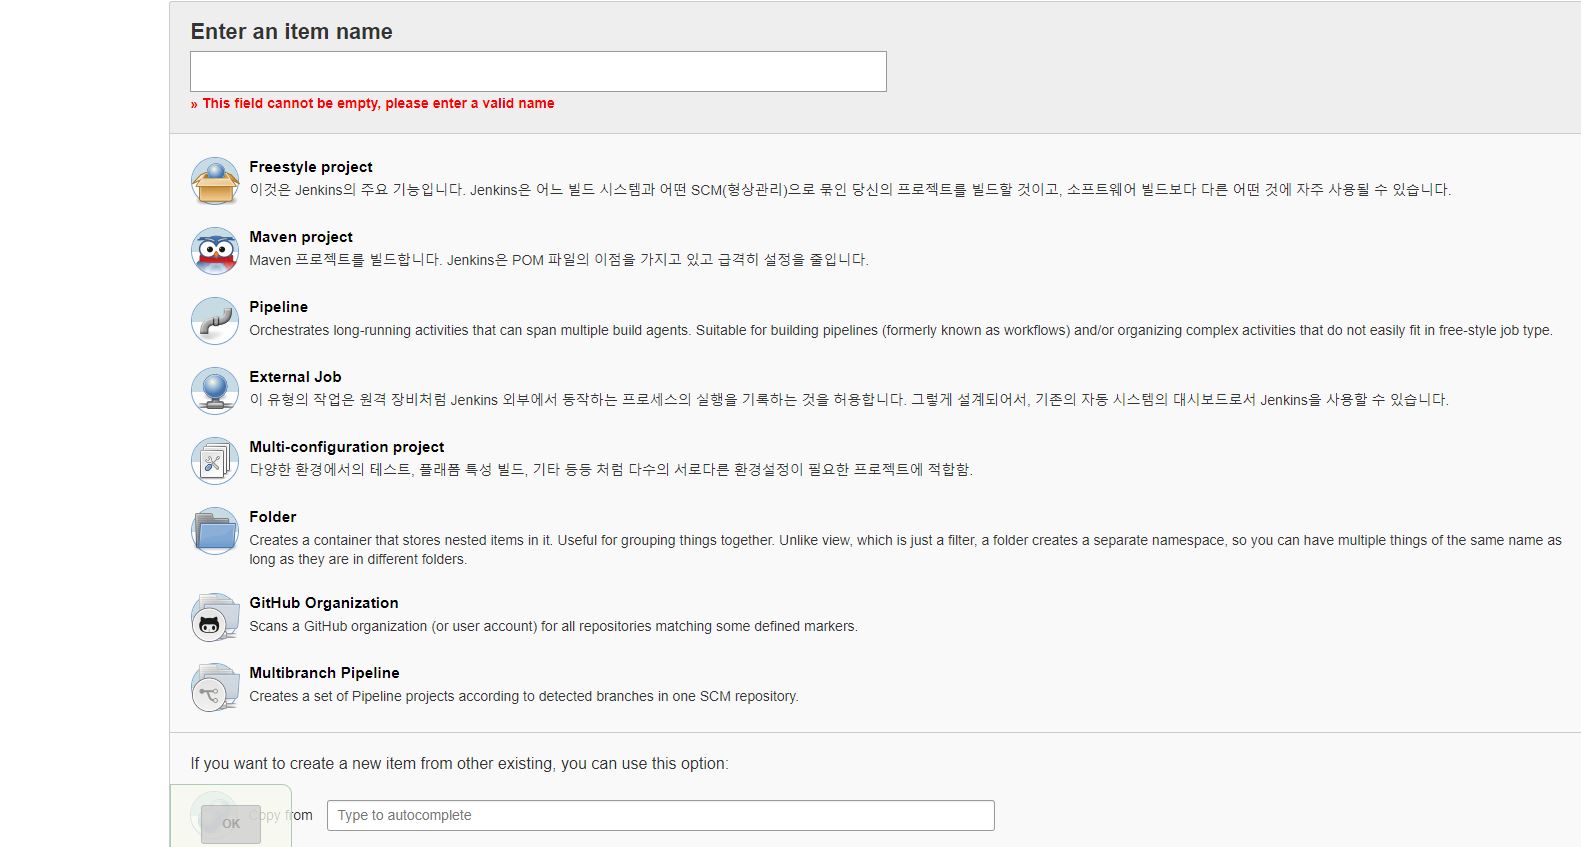 Enter an item name
» This field cannot be empty, please enter a valid name
Freestyle project
이것은 Jenkins의 주요 기능입니다. Jenkins은 어느 빌드 시스템과 어떤 SCM(형상관리)으로 묶인 당신의 프로젝트를 빌드할 것이고, 소프트웨어 빌드보다 다른 어떤 것에 자주 사용될 수 있습니다.
Maven project
Maven 프로젝트를 빌드합니다. Jenkins은 POM 파일의 이점을 가지고 있고 급격히 설정을 줄입니다.
Pipeline
Orchestrates long-running activities that can span multiple build agents. Suitable for building pipelines (formerly known as workflows) and/or organizing complex activities that do not easily fit in free-style job type.
External Job
이 유형의 작업은 원격 장비처럼 Jenkins 외부에서 동작하는 프로세스의 실행을 기록하는 것을 허용합니다. 그렇게 설계되어서, 기존의 자동 시스템의 대시보드로서 Jenkins을 사용할 수 있습니다.
Multi-configuration project
다양한 환경에서의 테스트, 플래폼 특성 빌드, 기타 등등 처럼 다수의 서로다른 환경설정이 필요한 프로젝트에 적합함.
Folder
Creates a container that stores nested items in it. Useful for grouping things together. Unlike view, which is just a filter, a folder creates a separate namespace, so you can have multiple things of the same name as
long as they are in different folders.
GitHub Organization
Scans a GitHub organization (or user account) for all repositories matching some defined markers.
Multibranch Pipeline
Creates a set of Pipeline projects according to detected branches in one SCM repository.
If you want to create a new item from other existing, you can use this option:
Copy from
Type to autocomplete
OK